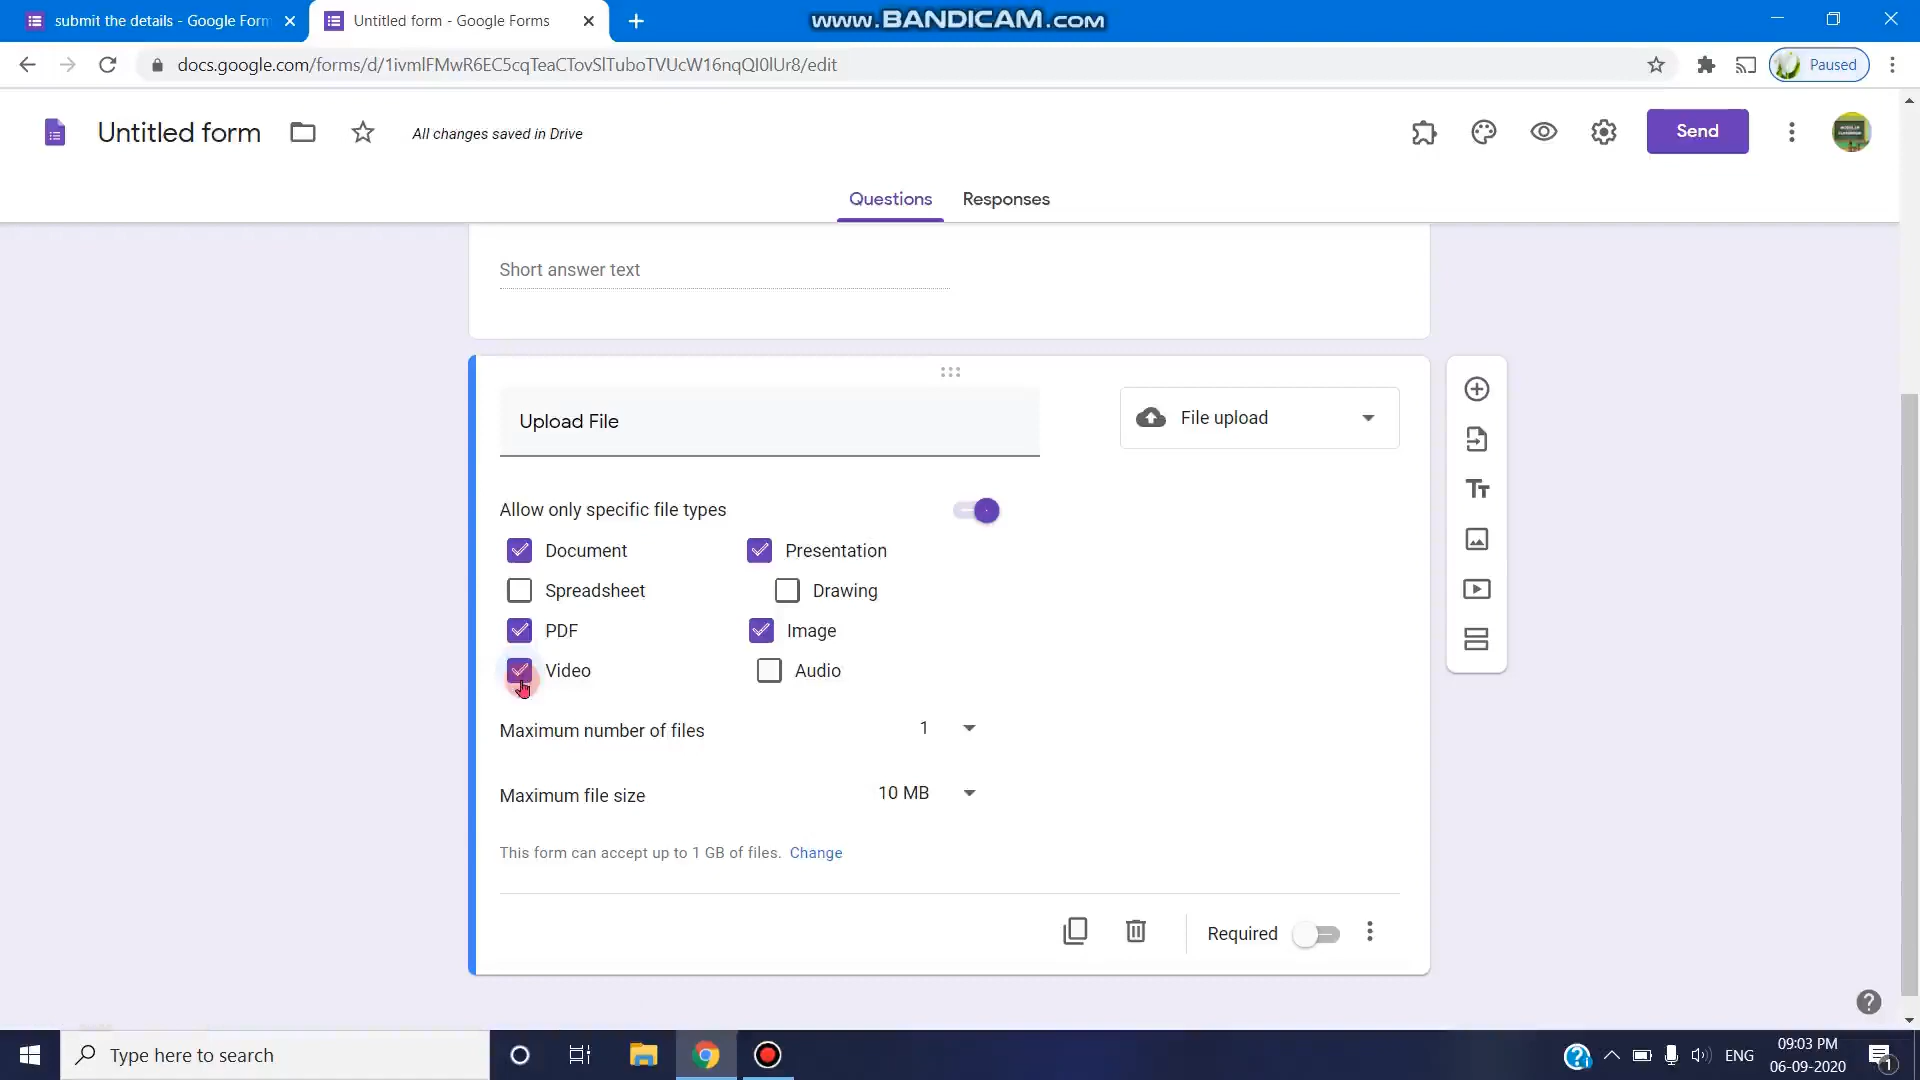 submit the details - Google Form
Untitled form - Google Forms
www.BANDICAM.com
docs.google.com/forms/d/1ivmlFMwR6EC5cqTeaCTovSlTuboTVUcW16nqQI0lUr8/edit
Paused
Untitled form
All changes saved in Drive
Send
Questions
Responses
Short answer text
Upload File
File upload
Allow only specific file types
Document
Presentation
Spreadsheet
Drawing
PDF
Image
Video
Audio
Maximum number of files
1
Maximum file size
10 MB
This form can accept up to 1 GB of files. Change
Required
Type here to search
ENG
09:03 PM
06-09-2020
1